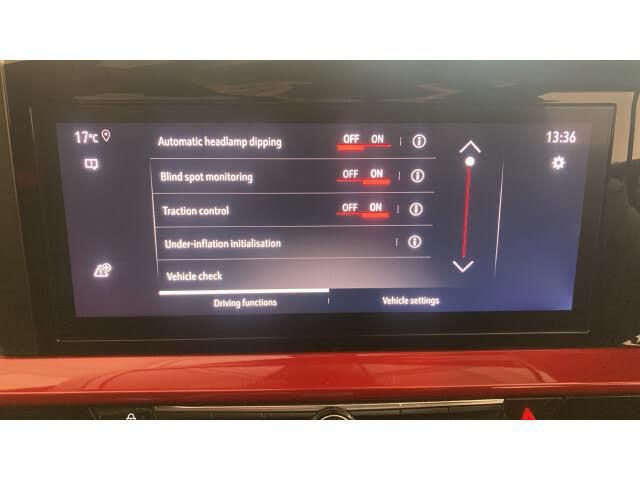 17°C 13:36
Automatic headlamp dipping OFF ON
Blind spot monitoring OFF ON
Traction control OFF ON
Under-inflation initialisation
Vehicle check
Driving functions Vehicle settings